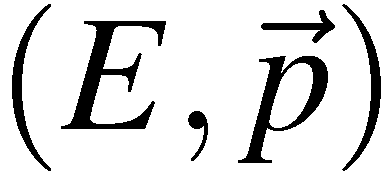 (E, p⃗)